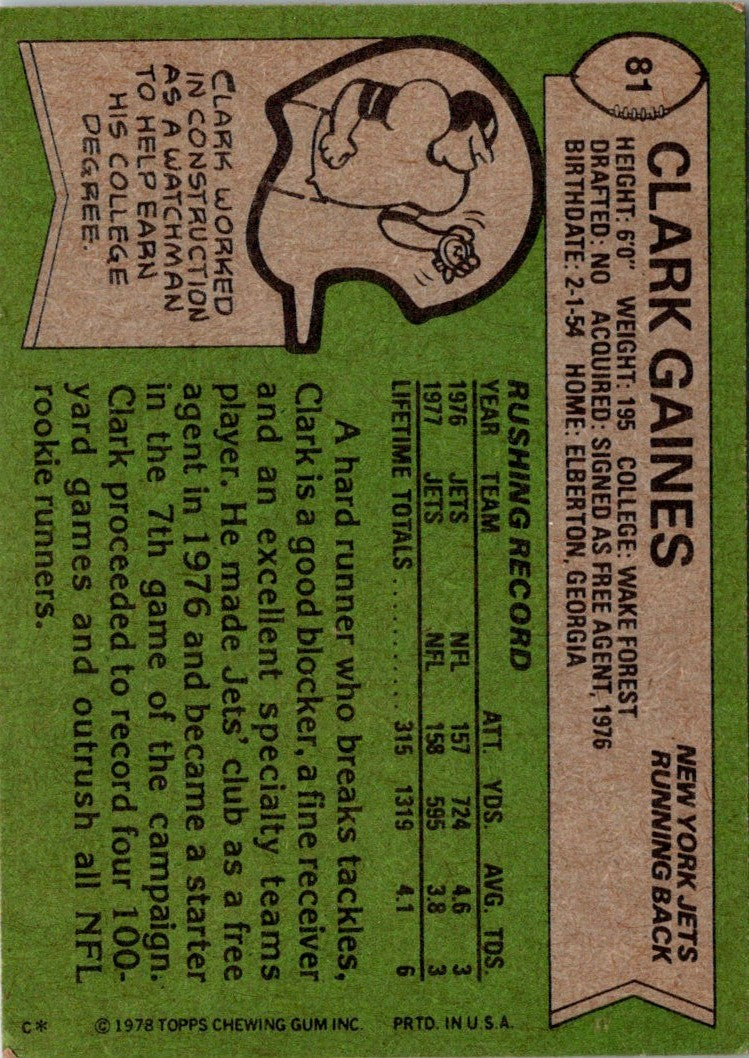 81
CLARK GAINES
NEW YORK JETS
RUNNING BACK
HEIGHT: 6'0" WEIGHT: 195 COLLEGE: WAKE FOREST
DRAFTED: NO ACQUIRED: SIGNED AS FREE AGENT, 1976
BIRTHDATE: 2-1-54 HOME: ELBERTON, GEORGIA
CLARK WORKED
IN CONSTRUCTION
AS A WATCHMAN
TO HELP EARN
HIS COLLEGE
DEGREE.
RUSHING RECORD
YEAR TEAM ATT. YDS. AVG. TDS.
1976 JETS NFL 157 724 4.6 3
1977 JETS NFL 158 595 3.8 3
LIFETIME TOTALS .......... 315 1319 4.1 6
A hard runner who breaks tackles,
Clark is a good blocker, a fine receiver
and an excellent specialty teams
player. He made Jets' club as a free
agent in 1976 and became a starter
in the 7th game of the campaign.
Clark proceeded to record four 100-
yard games and outrush all NFL
rookie runners.
C* © 1978 TOPPS CHEWING GUM INC. PRTD. IN U.S.A.